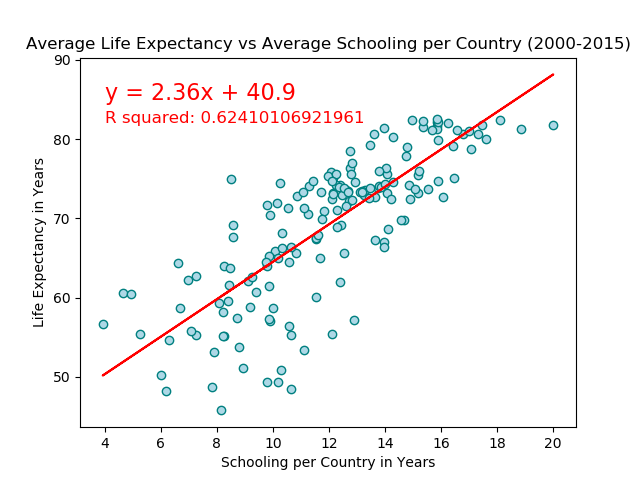 Average Life Expectancy vs Average Schooling per Country (2000-2015)
y = 2.36x + 40.9
R squared: 0.62410106921961
Life Expectancy in Years
90
80
70
60
50
4 6 8 10 12 14 16 18 20
Schooling per Country in Years